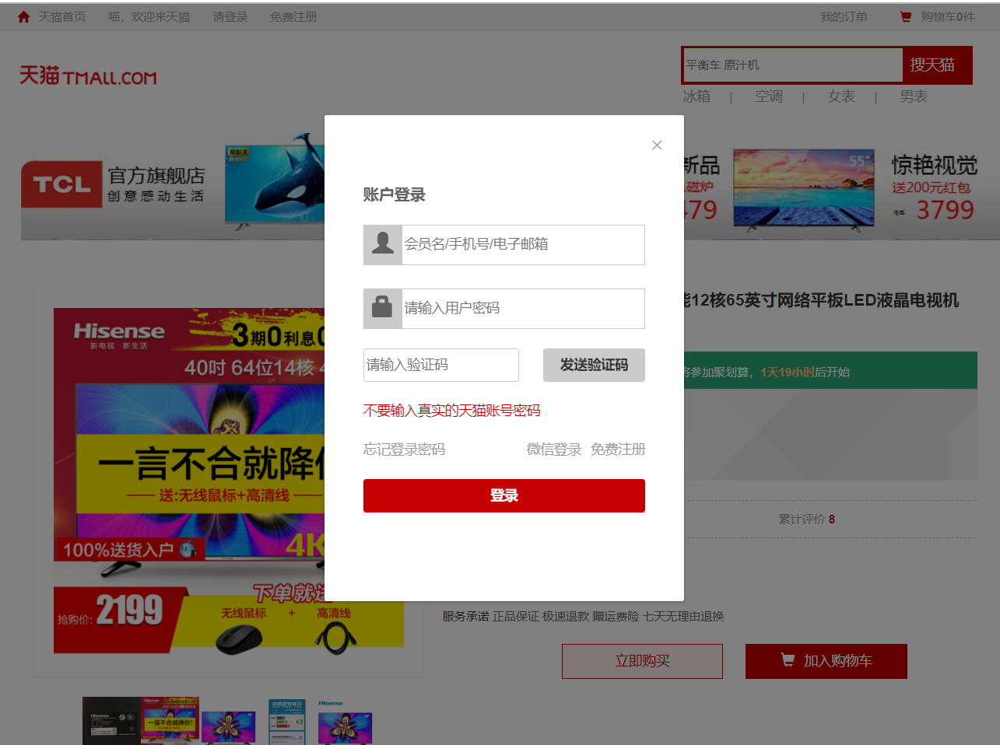 天猫首页 喵，欢迎来天猫 请登录 免费注册 我的订单 购物车0件
天猫TMALL.COM
平衡车 原汁机 搜天猫
冰箱 | 空调 | 女表 | 男表
TCL 官方旗舰店
创意感动生活
新品
磁炉
479
55"
惊艳视觉
送200元红包
3799
账户登录
会员名/手机号/电子邮箱
请输入用户密码
请输入验证码 发送验证码
不要输入真实的天猫账号密码
忘记登录密码 微信登录 免费注册
登录
能12核65英寸网络平板LED液晶电视机
将参加聚划算，1天19小时后开始
累计评价 8
Hisense
新电视 新生活
3期0利息
40吋 64位14核 4
一言不合就降价
送:无线鼠标+高清线
4K
100%送货入户
下单就送
抢购价: 2199
无线鼠标 + 高清线
服务承诺 正品保证 极速退款 赠运费险 七天无理由退换
立即购买 加入购物车
Hisense
一言不合就降价!
Hisense